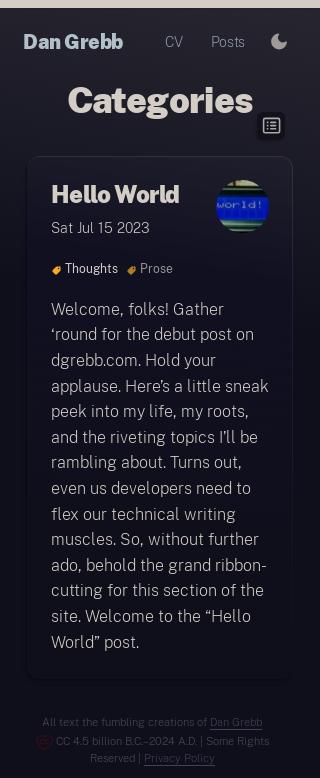 Dan Grebb CV Posts
Categories
Hello World
world!
Sat Jul 15 2023
Thoughts Prose
Welcome, folks! Gather
‘round for the debut post on
dgrebb.com. Hold your
applause. Here’s a little sneak
peek into my life, my roots,
and the riveting topics I’ll be
rambling about. Turns out,
even us developers need to
flex our technical writing
muscles. So, without further
ado, behold the grand ribbon-
cutting for this section of the
site. Welcome to the “Hello
World” post.
All text the fumbling creations of Dan Grebb
CC 4.5 billion B.C.–2024 A.D. | Some Rights
Reserved | Privacy Policy